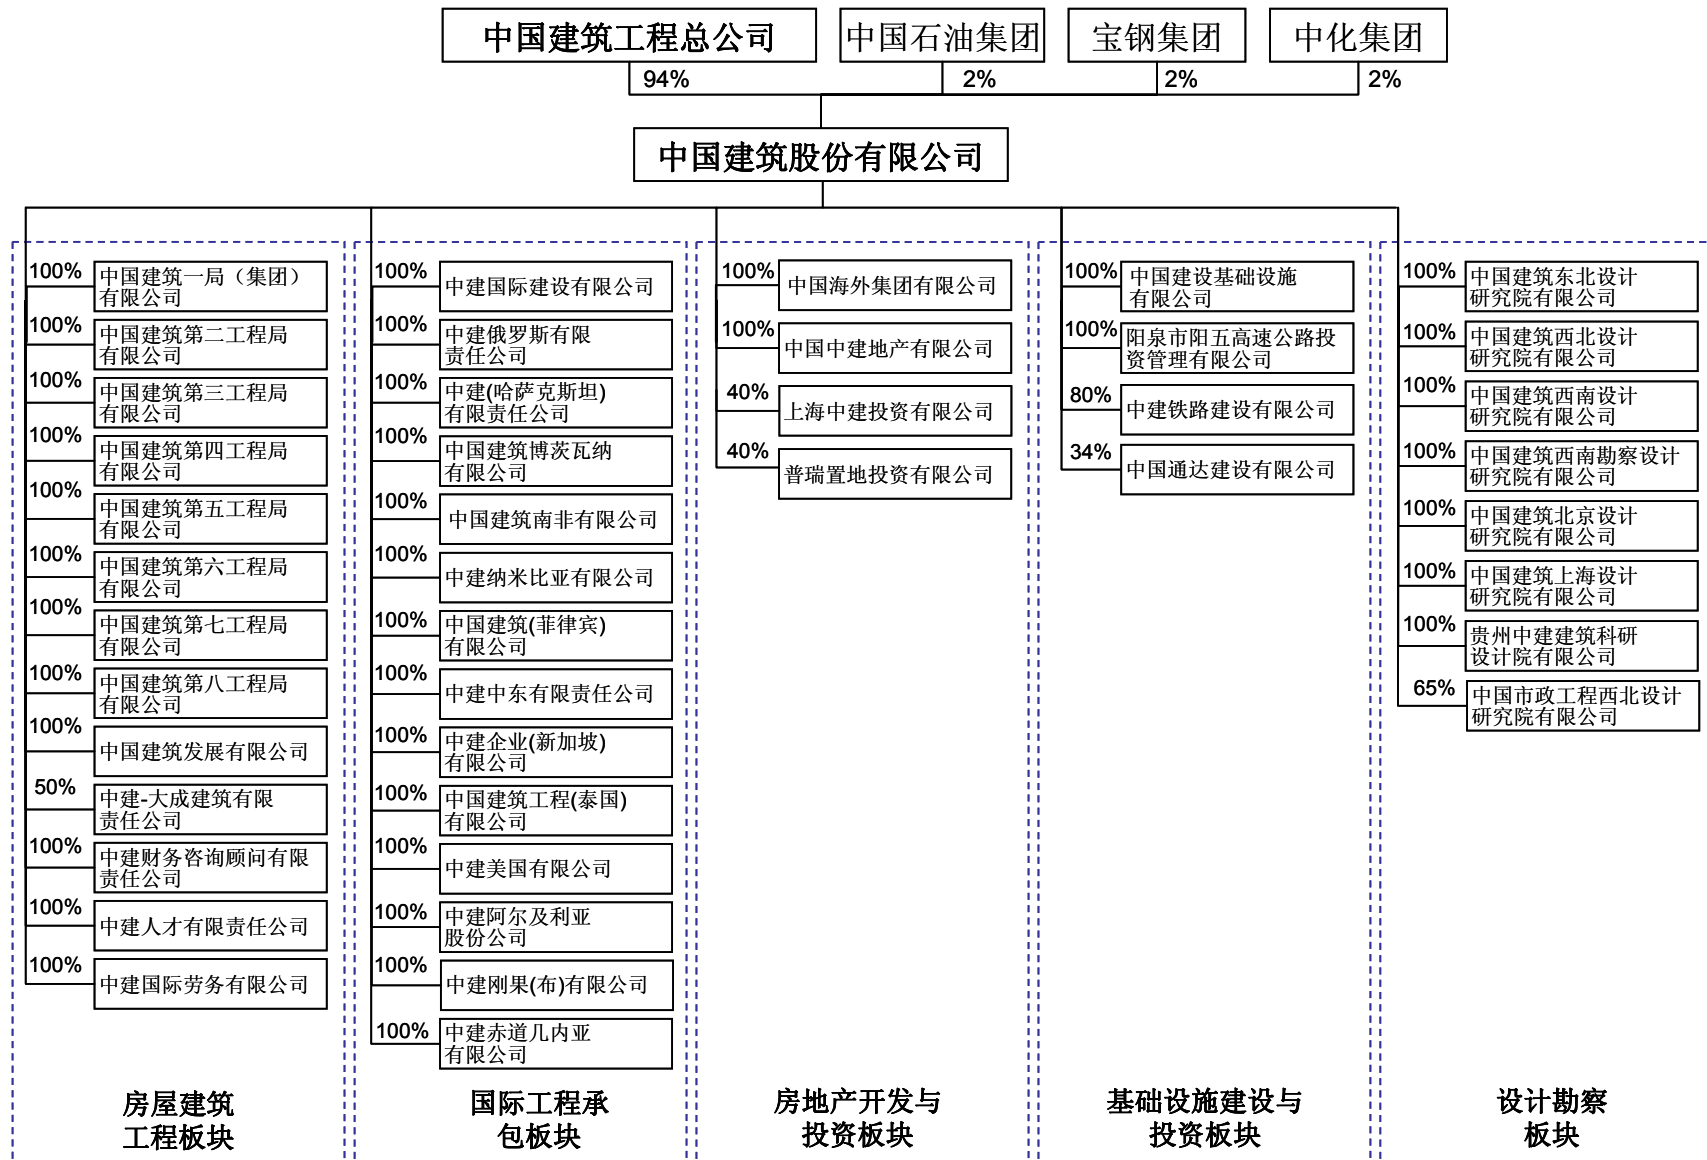 中国建筑工程总公司
中国石油集团
宝钢集团
中化集团
94%
2%
2%
2%
中国建筑股份有限公司
100%
中国建筑一局（集团）
有限公司
100%
中国建筑第二工程局
有限公司
100%
中国建筑第三工程局
有限公司
100%
中国建筑第四工程局
有限公司
100%
中国建筑第五工程局
有限公司
100%
中国建筑第六工程局
有限公司
100%
中国建筑第七工程局
有限公司
100%
中国建筑第八工程局
有限公司
100%
中国建筑发展有限公司
50%
中建-大成建筑有限
责任公司
100%
中建财务咨询顾问有限
责任公司
100%
中建人才有限责任公司
100%
中建国际劳务有限公司
房屋建筑
工程板块
100%
中建国际建设有限公司
100%
中建俄罗斯有限
责任公司
100%
中建(哈萨克斯坦)
有限责任公司
100%
中国建筑博茨瓦纳
有限公司
100%
中国建筑南非有限公司
100%
中建纳米比亚有限公司
100%
中国建筑(菲律宾)
有限公司
100%
中建中东有限责任公司
100%
中建企业(新加坡)
有限公司
100%
中国建筑工程(泰国)
有限公司
100%
中建美国有限公司
100%
中建阿尔及利亚
股份公司
100%
中建刚果(布)有限公司
100%
中建赤道几内亚
有限公司
国际工程承
包板块
100%
中国海外集团有限公司
100%
中国中建地产有限公司
40%
上海中建投资有限公司
40%
普瑞置地投资有限公司
房地产开发与
投资板块
100%
中国建设基础设施
有限公司
100%
阳泉市阳五高速公路投
资管理有限公司
80%
中建铁路建设有限公司
34%
中国通达建设有限公司
基础设施建设与
投资板块
100%
中国建筑东北设计
研究院有限公司
100%
中国建筑西北设计
研究院有限公司
100%
中国建筑西南设计
研究院有限公司
100%
中国建筑西南勘察设计
研究院有限公司
100%
中国建筑北京设计
研究院有限公司
100%
中国建筑上海设计
研究院有限公司
100%
贵州中建建筑科研
设计院有限公司
65%
中国市政工程西北设计
研究院有限公司
设计勘察
板块